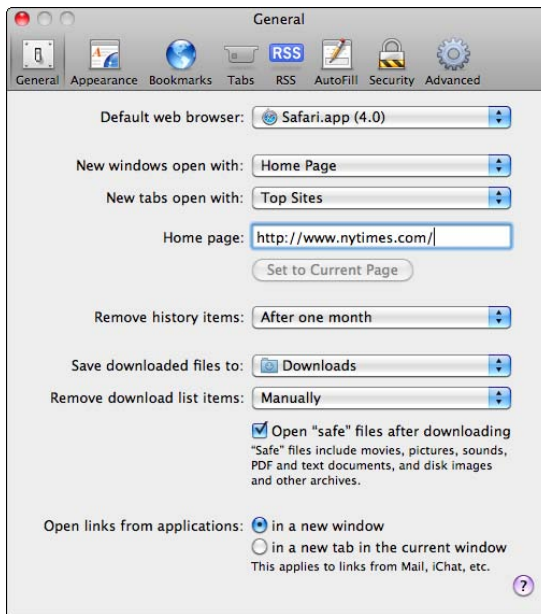 General
RSS
General Appearance Bookmarks Tabs RSS AutoFill Security Advanced
Default web browser: Safari.app (4.0)
New windows open with: Home Page
New tabs open with: Top Sites
Home page: http://www.nytimes.com/
Set to Current Page
Remove history items: After one month
Save downloaded files to: Downloads
Remove download list items: Manually
Open "safe" files after downloading
"Safe" files include movies, pictures, sounds,
PDF and text documents, and disk images
and other archives.
Open links from applications: in a new window
in a new tab in the current window
This applies to links from Mail, iChat, etc.
?